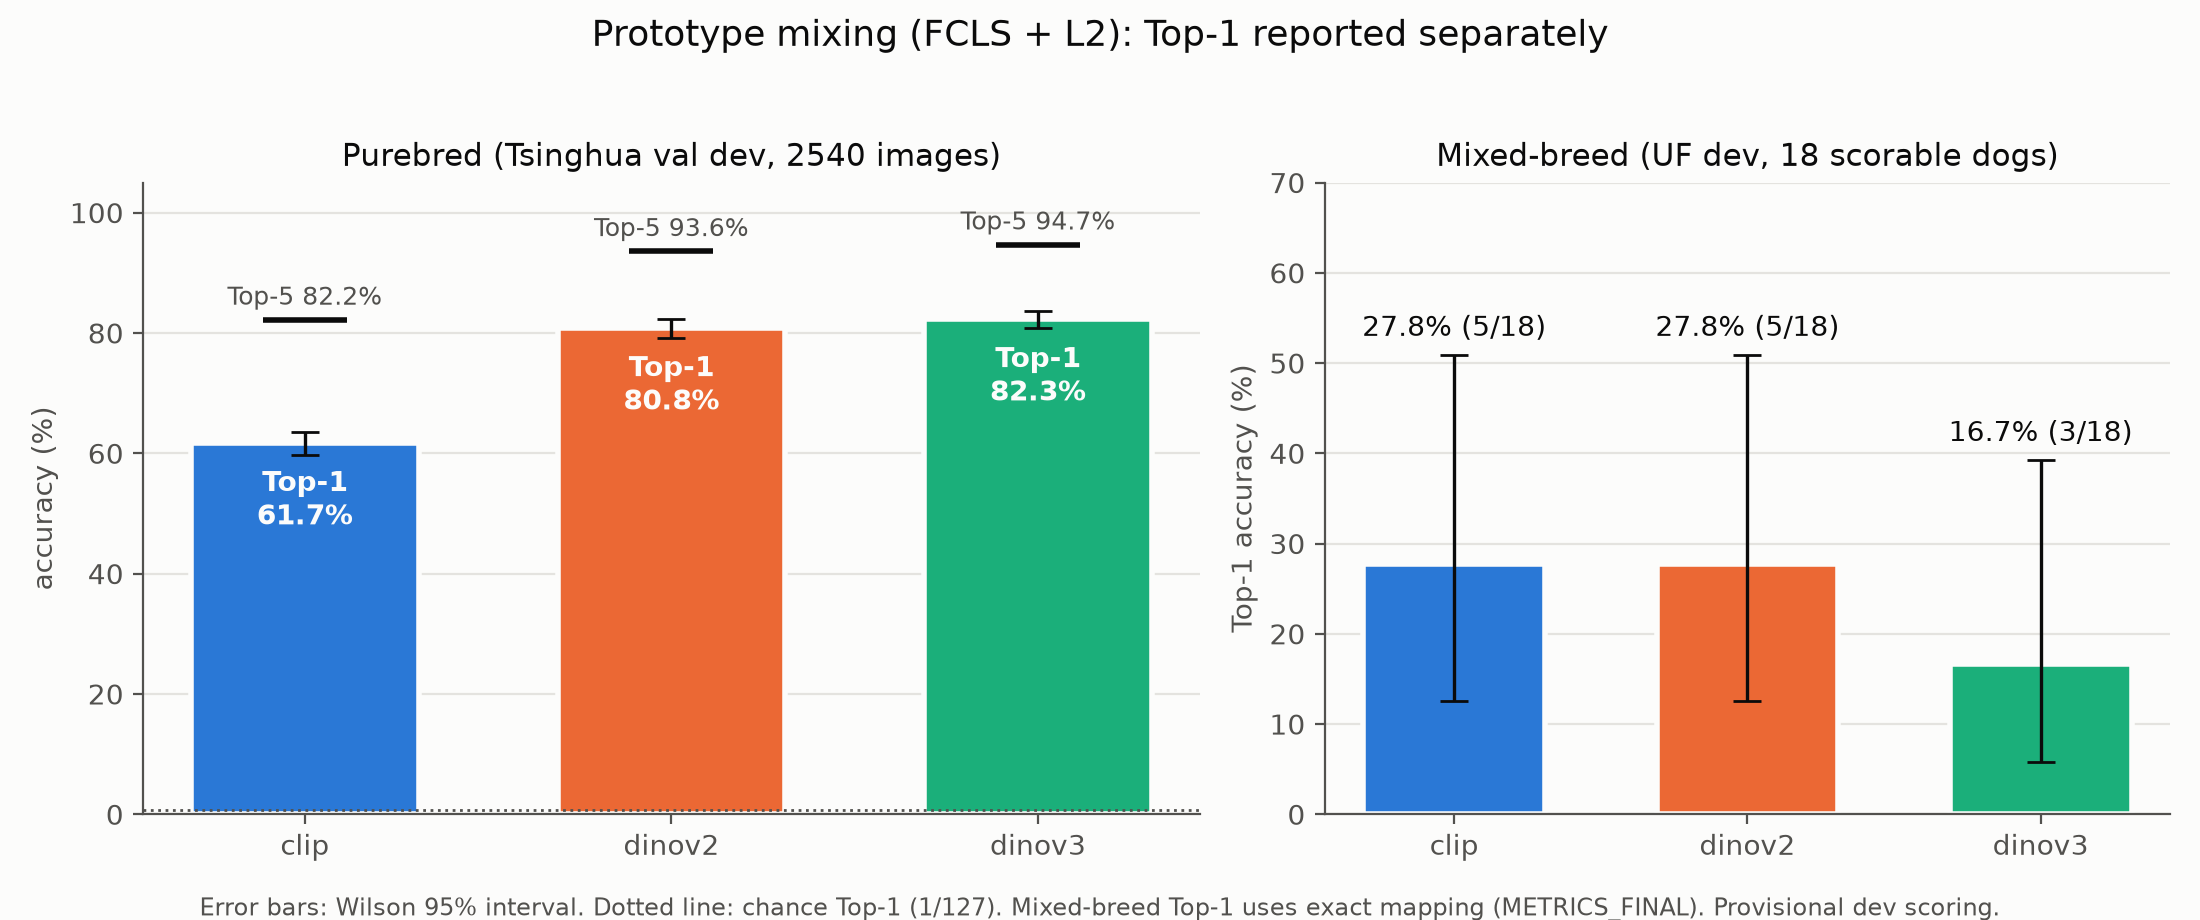 Prototype mixing (FCLS + L2): Top-1 reported separately
Purebred (Tsinghua val dev, 2540 images)
accuracy (%)
100
80
60
40
20
0
Top-5 82.2%
Top-5 93.6%
Top-5 94.7%
Top-1
61.7%
Top-1
80.8%
Top-1
82.3%
clip
dinov2
dinov3
Mixed-breed (UF dev, 18 scorable dogs)
Top-1 accuracy (%)
70
60
50
40
30
20
10
0
27.8% (5/18)
27.8% (5/18)
16.7% (3/18)
clip
dinov2
dinov3
Error bars: Wilson 95% interval. Dotted line: chance Top-1 (1/127). Mixed-breed Top-1 uses exact mapping (METRICS_FINAL). Provisional dev scoring.